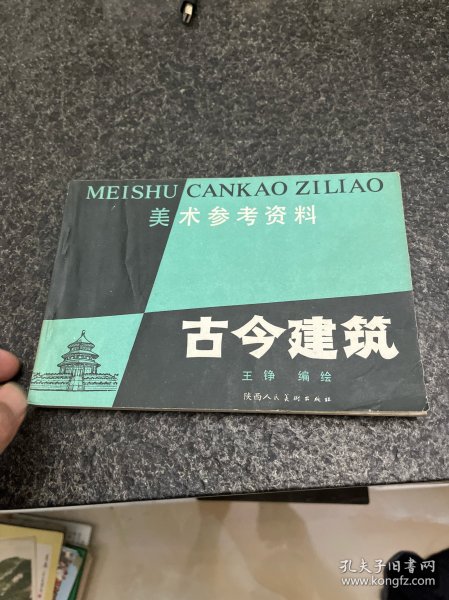 MEISHU CANKAO ZILIAO
美术参考资料
古今建筑
王铮 编绘
陕西人民美术出版社
孔夫子旧书网
www.kongfz.com